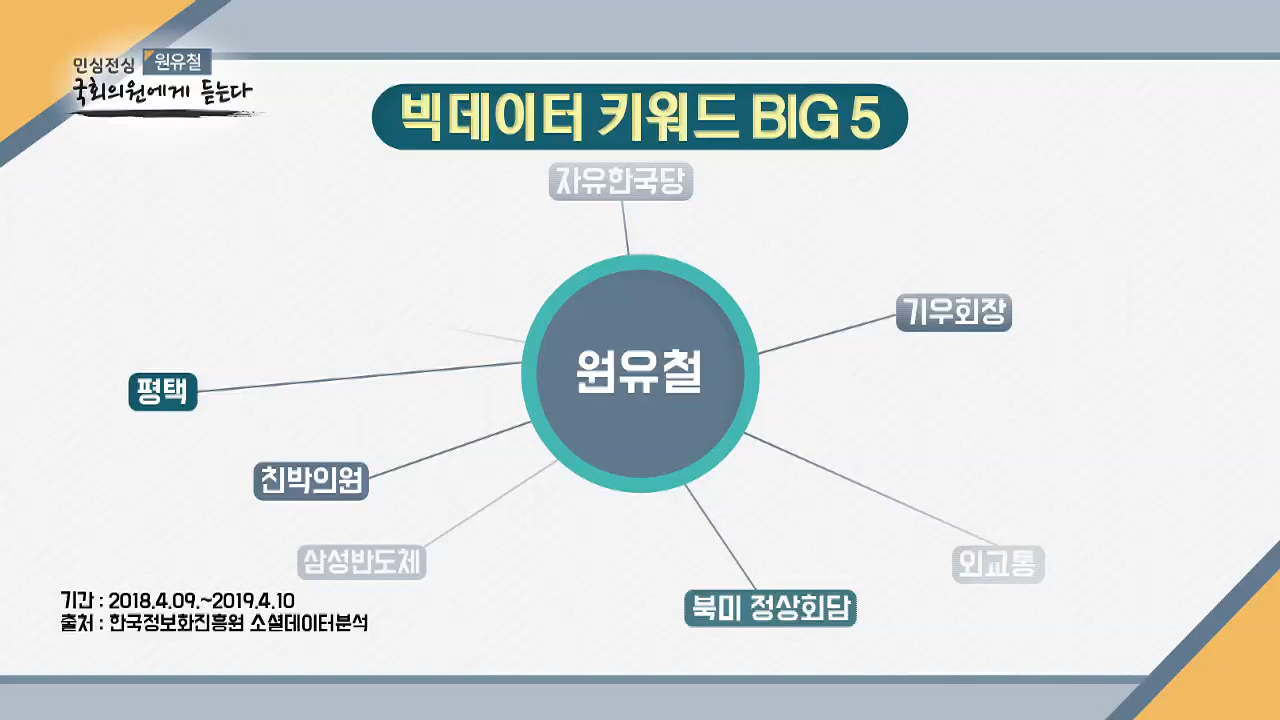 민심전심 원유철
국회의원에게 듣는다
빅데이터 키워드 BIG 5
자유한국당
기우회장
원유철
평택
친박의원
삼성반도체
외교통
북미 정상회담
기간 : 2018.4.09.~2019.4.10
출처 : 한국정보화진흥원 소셜데이터분석